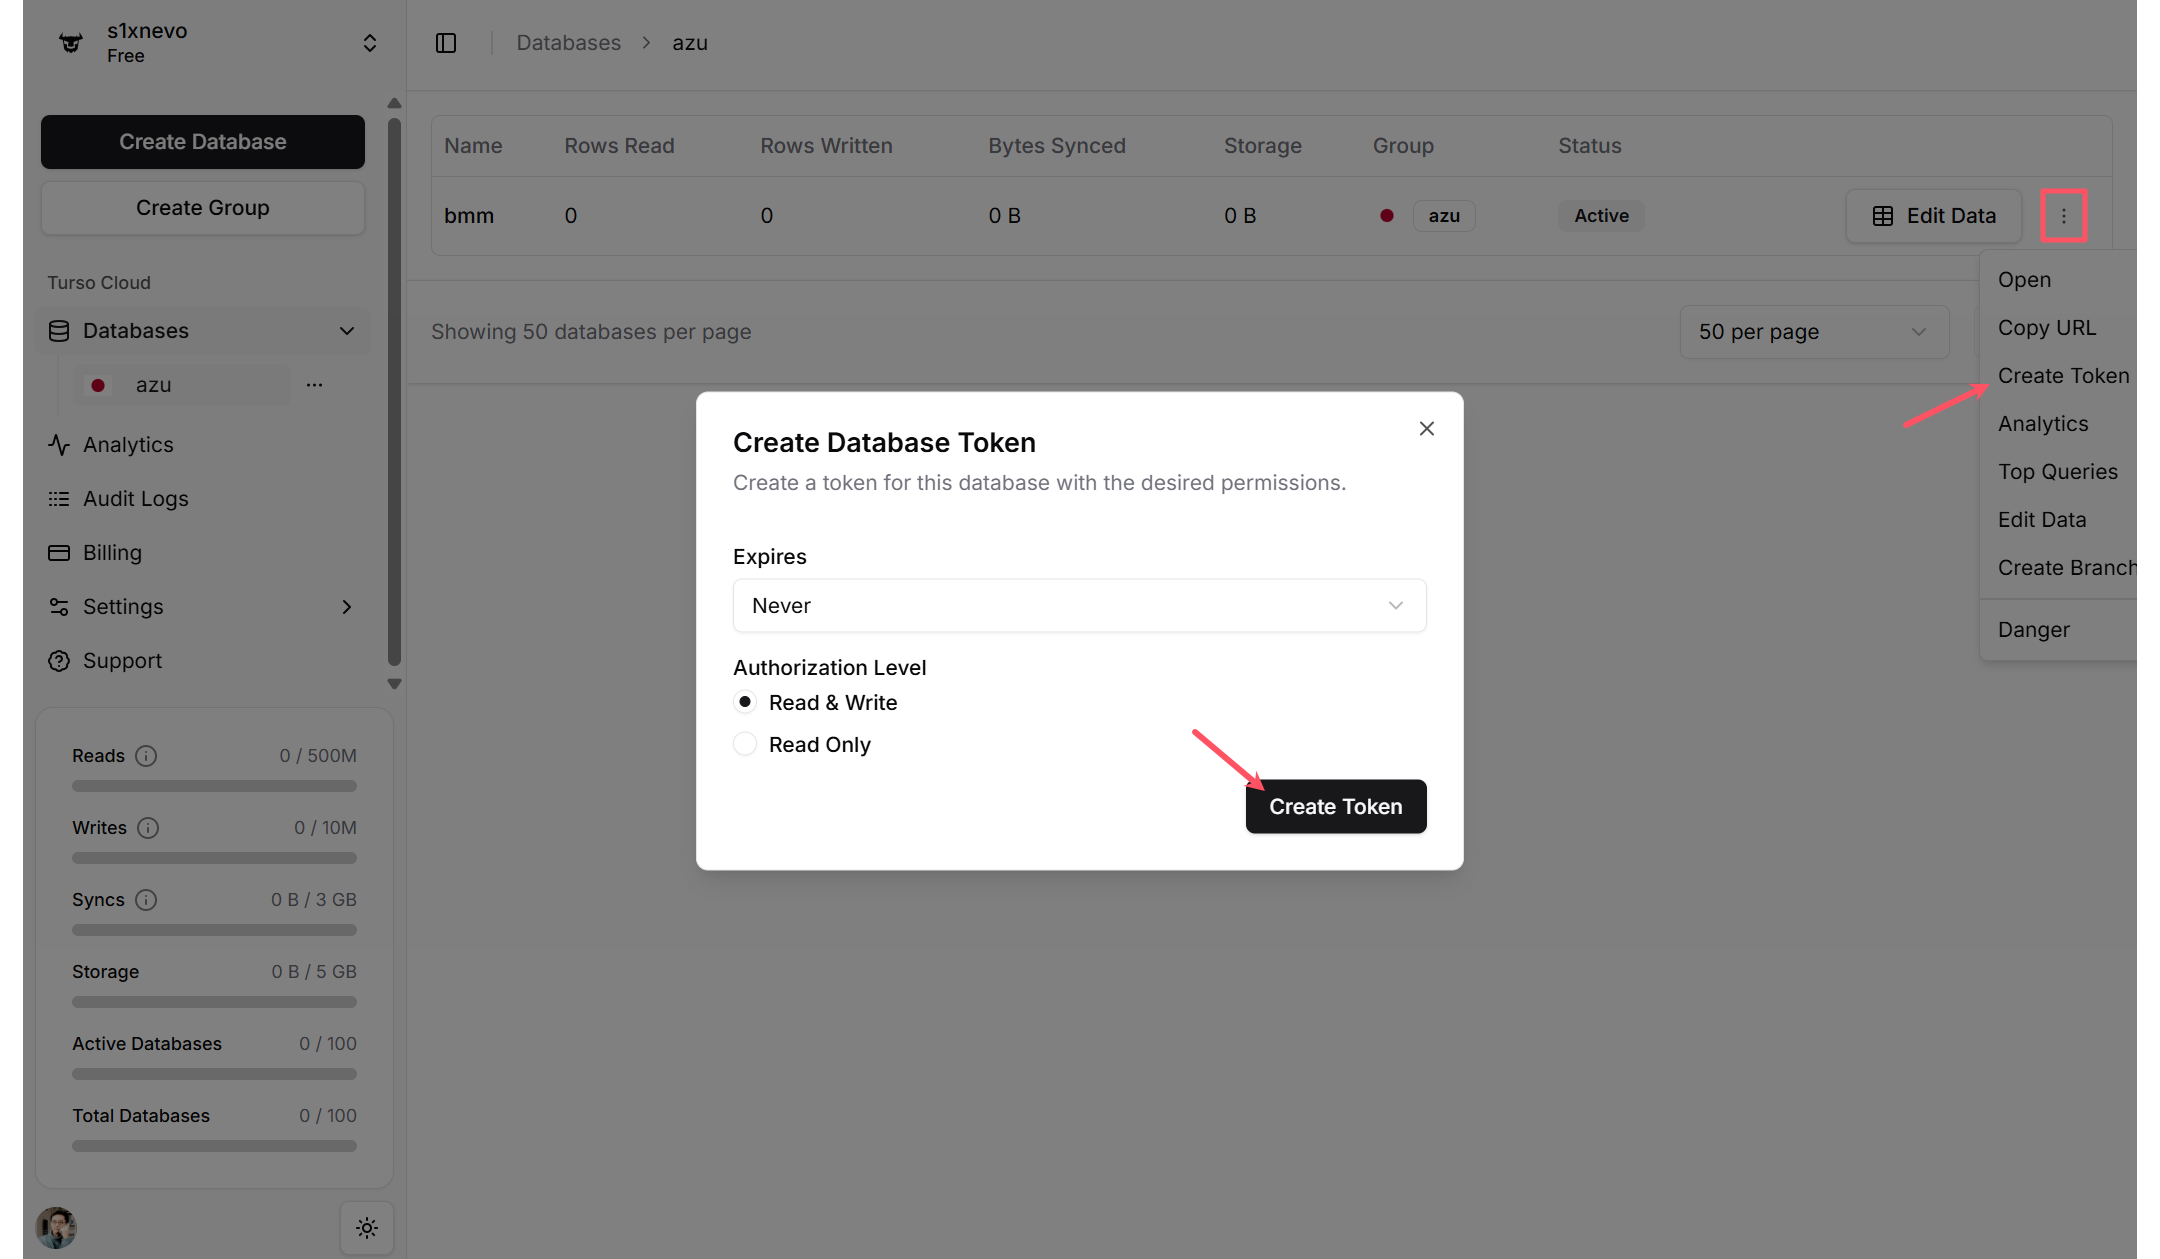 s1xnevo
Free
Databases > azu
Create Database
Create Group
Turso Cloud
Databases
azu
Analytics
Audit Logs
Billing
Settings
Support
Reads 0 / 500M
Writes 0 / 10M
Syncs 0 B / 3 GB
Storage 0 B / 5 GB
Active Databases 0 / 100
Total Databases 0 / 100
Name Rows Read Rows Written Bytes Synced Storage Group Status
bmm 0 0 0 B 0 B azu Active Edit Data
Showing 50 databases per page 50 per page
Open
Copy URL
Create Token
Analytics
Top Queries
Edit Data
Create Branch
Danger
Create Database Token
Create a token for this database with the desired permissions.
Expires
Never
Authorization Level
Read & Write
Read Only
Create Token